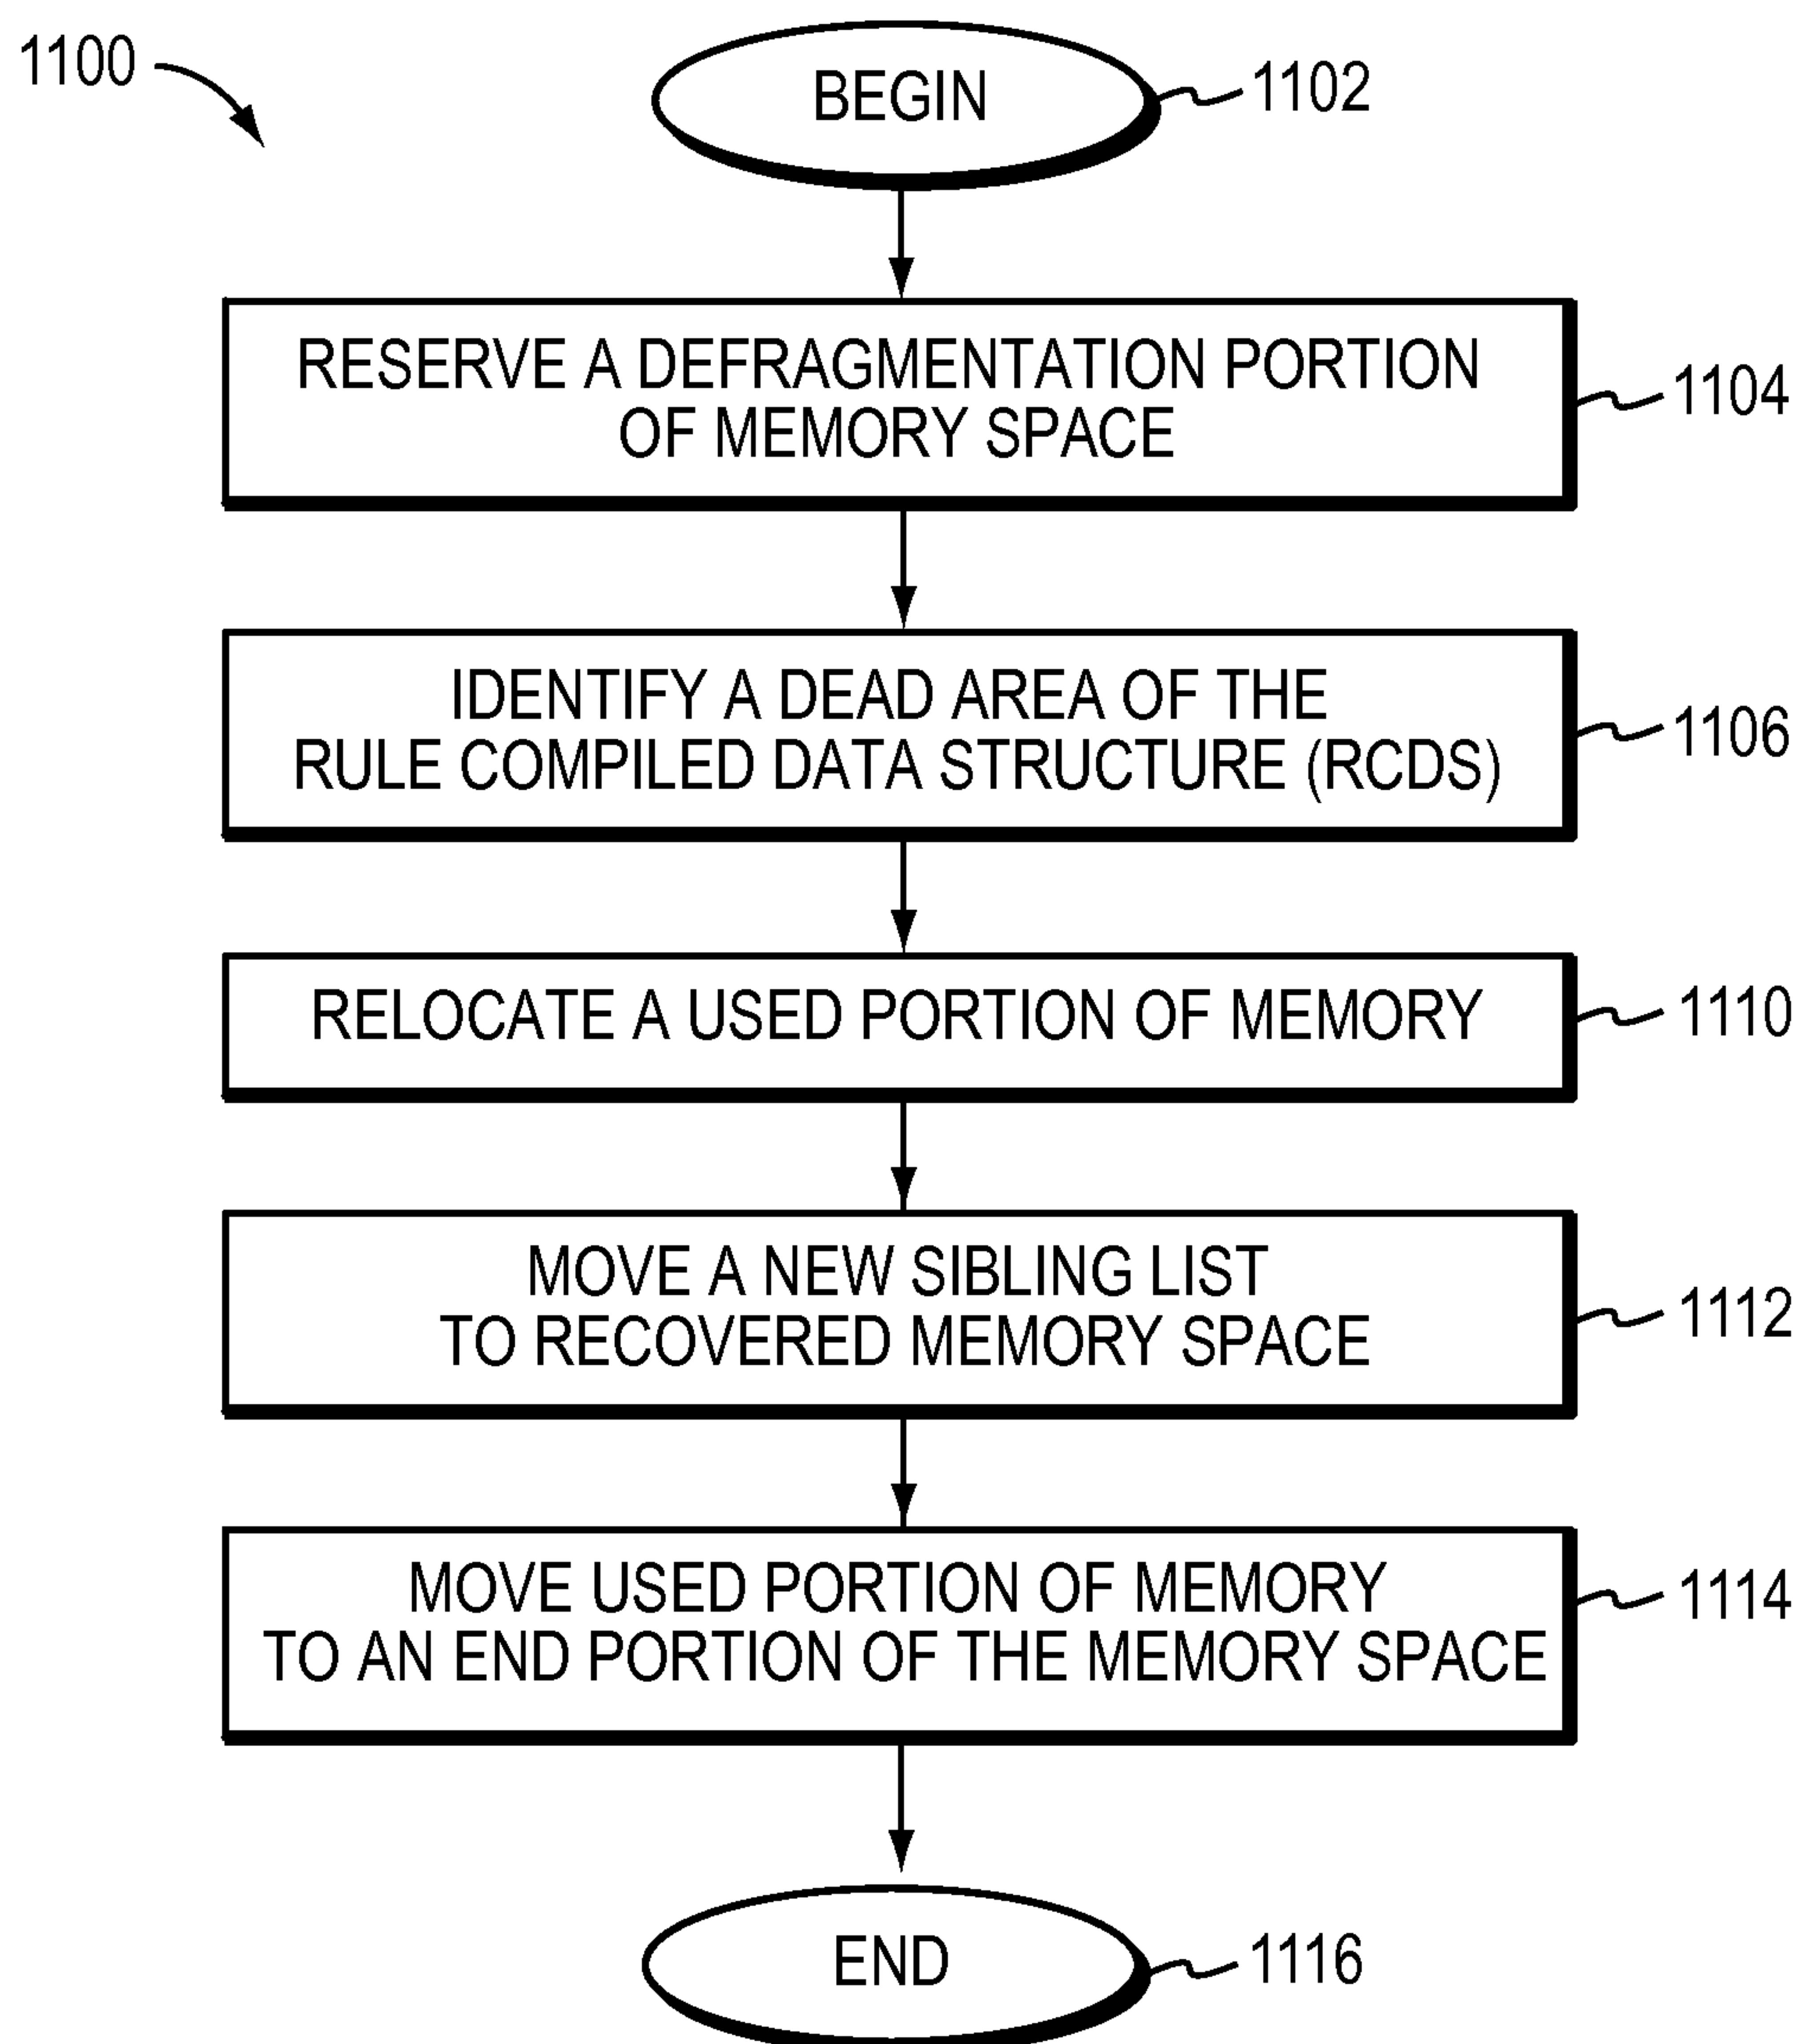 1100
BEGIN
1102
RESERVE A DEFRAGMENTATION PORTION
OF MEMORY SPACE
1104
IDENTIFY A DEAD AREA OF THE
RULE COMPILED DATA STRUCTURE (RCDS)
1106
RELOCATE A USED PORTION OF MEMORY
1110
MOVE A NEW SIBLING LIST
TO RECOVERED MEMORY SPACE
1112
MOVE USED PORTION OF MEMORY
TO AN END PORTION OF THE MEMORY SPACE
1114
END
1116